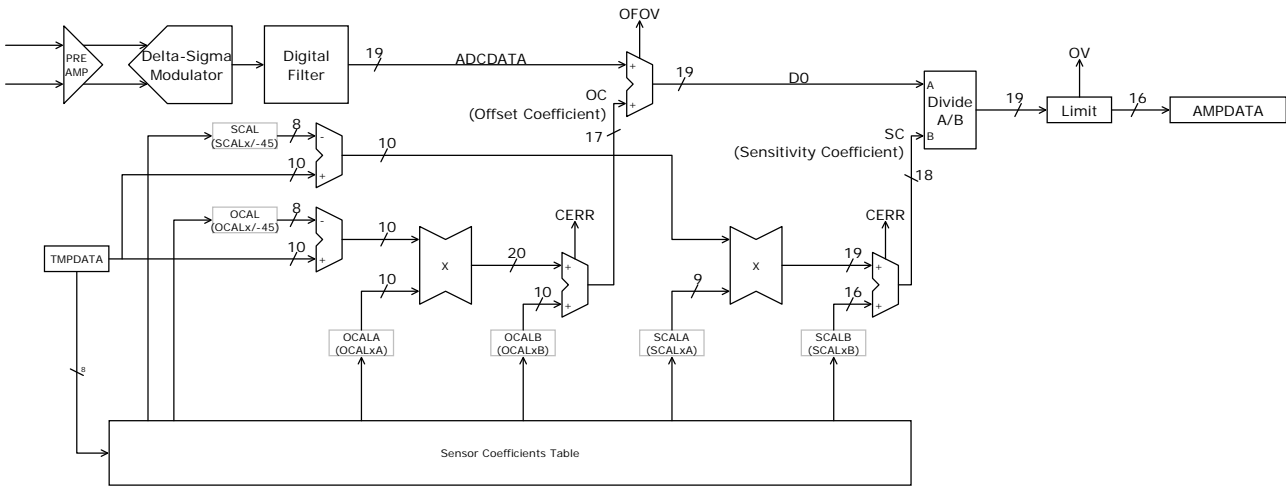 OFOV
PRE
AMP
Delta-Sigma
Modulator
Digital
Filter
19
ADCDATA
+
+
19
D0
OV
A
Divide
A/B
B
19
Limit
16
AMPDATA
OC
(Offset Coefficient)
17
SC
(Sensitivity Coefficient)
18
SCAL
(SCALx/-45)
8
-
10
+
10
OCAL
(OCALx/-45)
8
-
10
+
10
TMPDATA
CERR
CERR
X
20
+
10
+
X
19
+
16
+
10
9
OCALA
(OCALxA)
OCALB
(OCALxB)
SCALA
(SCALxA)
SCALB
(SCALxB)
8
Sensor Coefficients Table